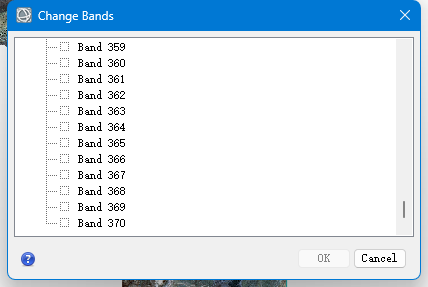 Change Bands
Band 359
Band 360
Band 361
Band 362
Band 363
Band 364
Band 365
Band 366
Band 367
Band 368
Band 369
Band 370
?
OK
Cancel